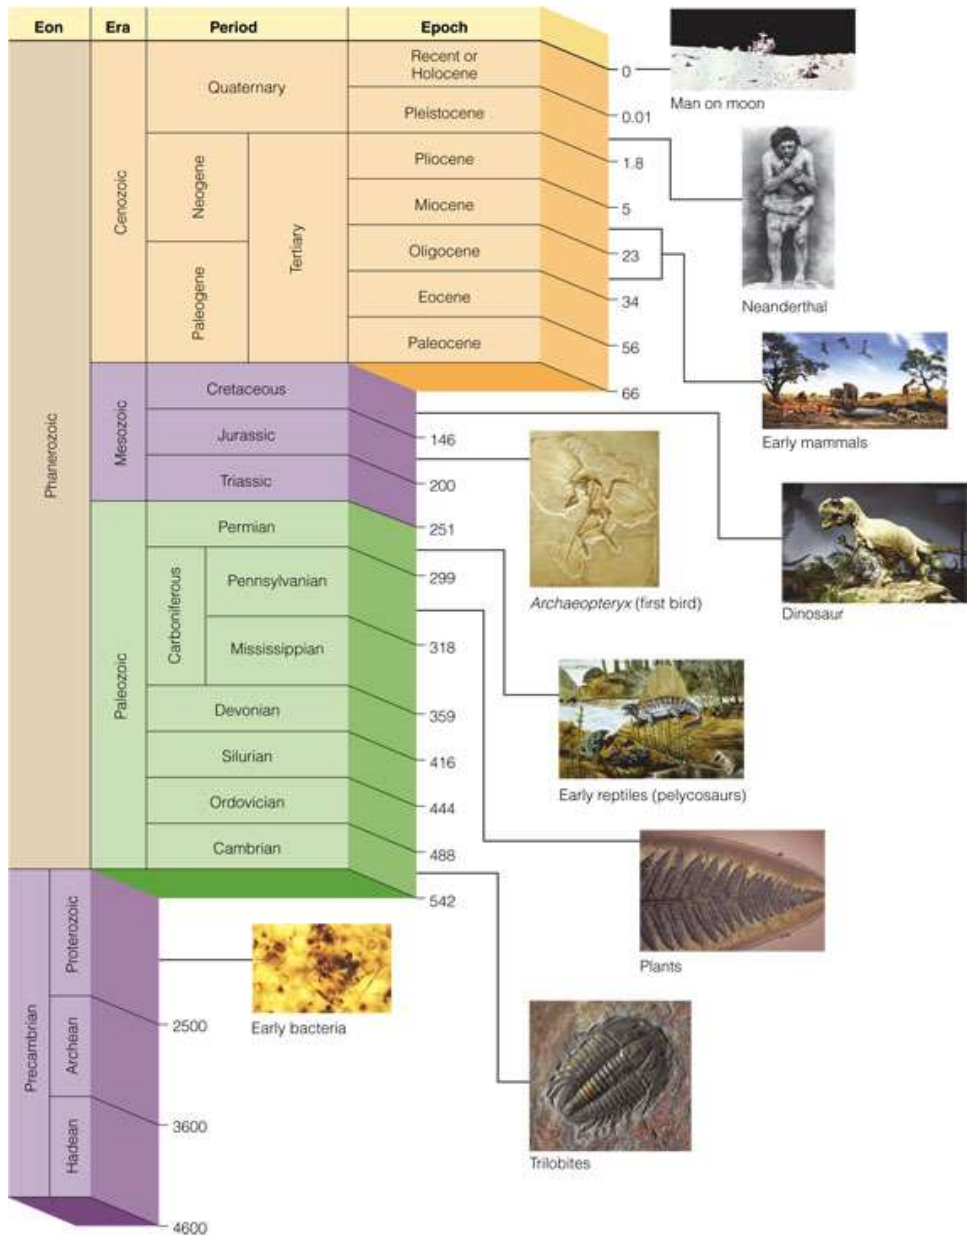 Eon Era Period Epoch
Recent or
Holocene
0
Man on moon
Quaternary
Pleistocene
0.01
Pliocene
1.8
Neogene
Miocene
5
Cenozoic
Tertiary
Oligocene
23
Neanderthal
Paleogene
Eocene
34
Paleocene
56
66
Early mammals
Phanerozoic
Mesozoic
Cretaceous
146
Jurassic
200
Triassic
251
Archaeopteryx (first bird)
Dinosaur
Paleozoic
Permian
299
Carboniferous
Pennsylvanian
318
Mississippian
359
Devonian
416
Early reptiles (pelycosaurs)
Silurian
444
Ordovician
488
Cambrian
542
Plants
Precambrian
Proterozoic
Early bacteria
2500
Archean
3600
Hadean
4600
Trilobites